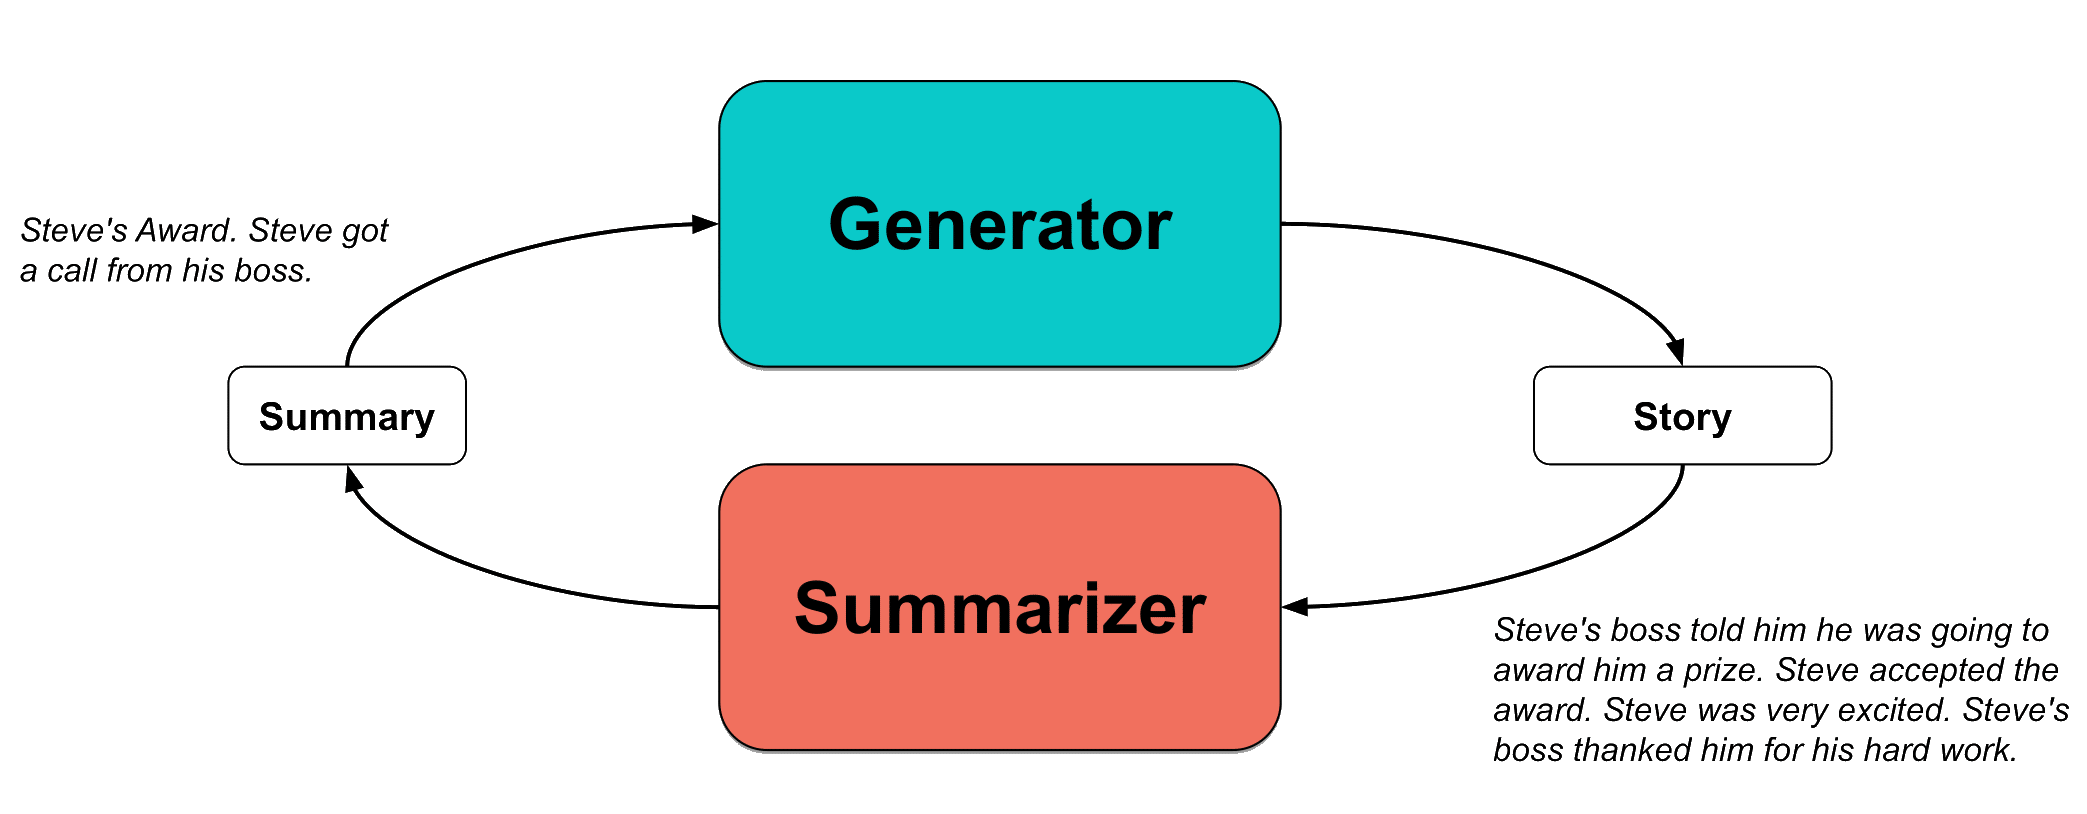 Generator
Steve's Award. Steve got
a call from his boss.
Summary
Story
Summarizer
Steve's boss told him he was going to
award him a prize. Steve accepted the
award. Steve was very excited. Steve's
boss thanked him for his hard work.